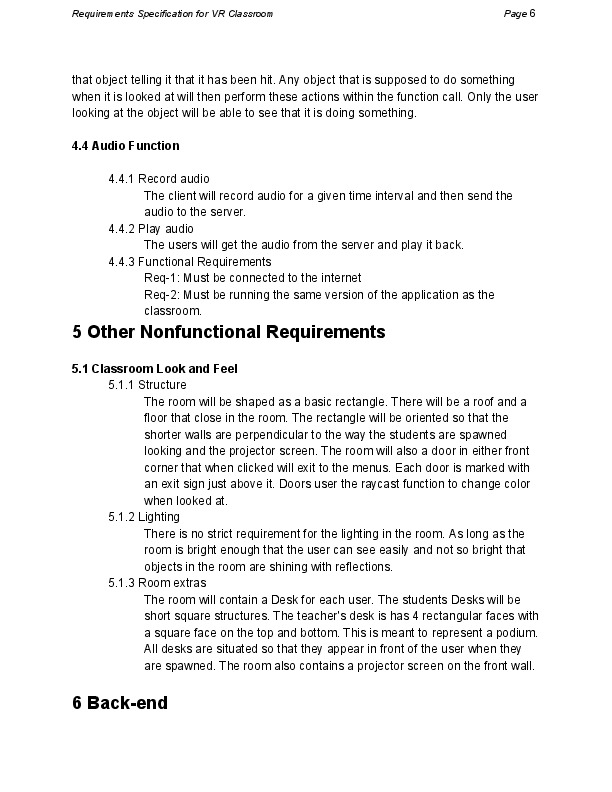 Requirements Specification for VR Classroom Page 6
that object telling it that it has been hit. Any object that is supposed to do something
when it is looked at will then perform these actions within the function call. Only the user
looking at the object will be able to see that it is doing something.
4.4 Audio Function
4.4.1 Record audio
The client will record audio for a given time interval and then send the
audio to the server.
4.4.2 Play audio
The users will get the audio from the server and play it back.
4.4.3 Functional Requirements
Req-1: Must be connected to the internet
Req-2: Must be running the same version of the application as the
classroom.
5 Other Nonfunctional Requirements
5.1 Classroom Look and Feel
5.1.1 Structure
The room will be shaped as a basic rectangle. There will be a roof and a
floor that close in the room. The rectangle will be oriented so that the
shorter walls are perpendicular to the way the students are spawned
looking and the projector screen. The room will also a door in either front
corner that when clicked will exit to the menus. Each door is marked with
an exit sign just above it. Doors user the raycast function to change color
when looked at.
5.1.2 Lighting
There is no strict requirement for the lighting in the room. As long as the
room is bright enough that the user can see easily and not so bright that
objects in the room are shining with reflections.
5.1.3 Room extras
The room will contain a Desk for each user. The students Desks will be
short square structures. The teacher's desk is has 4 rectangular faces with
a square face on the top and bottom. This is meant to represent a podium.
All desks are situated so that they appear in front of the user when they
are spawned. The room also contains a projector screen on the front wall.
6 Back-end